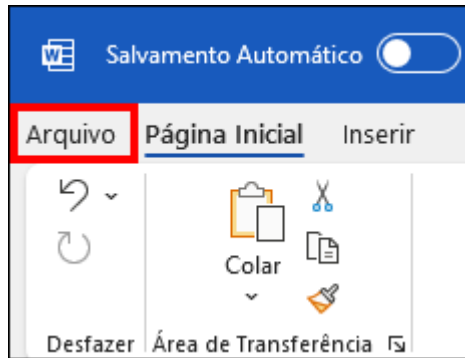 Salvamento Automático
Arquivo Página Inicial Inserir
Colar
Desfazer Área de Transferência